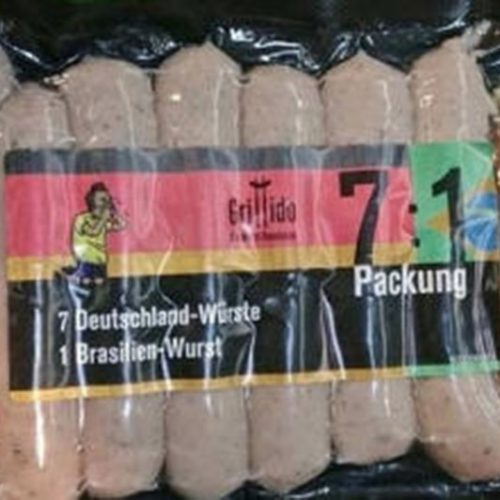 Grillido
7:1
Packung
7 Deutschland-Würste
1 Brasilien-Wurst